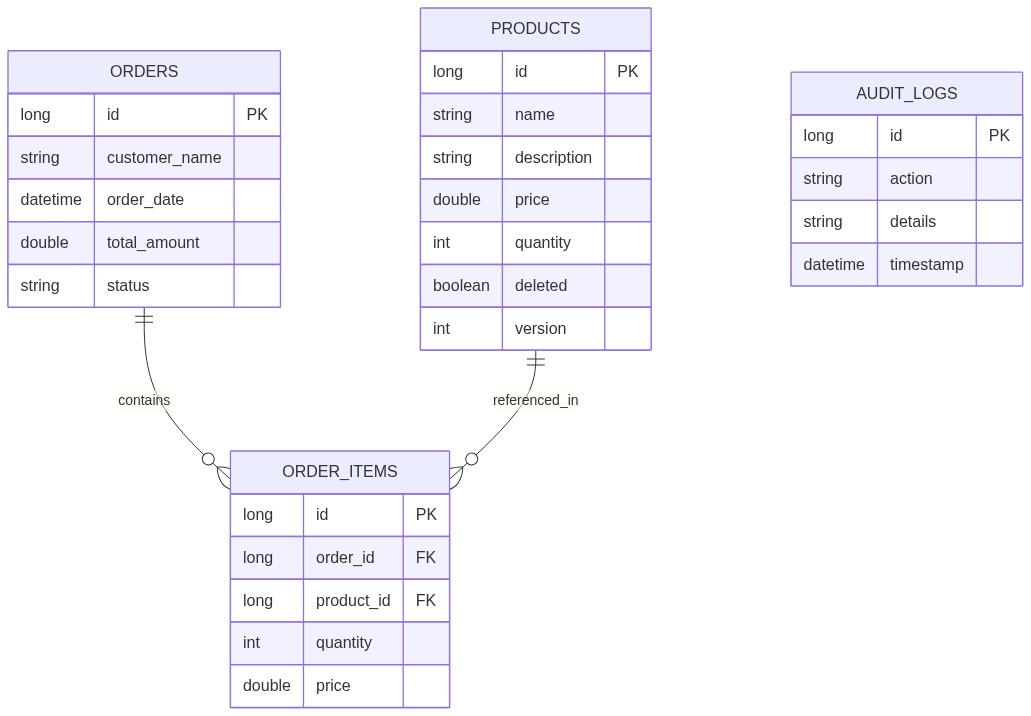 ORDERS
long id PK
string customer_name
datetime order_date
double total_amount
string status
PRODUCTS
long id PK
string name
string description
double price
int quantity
boolean deleted
int version
AUDIT_LOGS
long id PK
string action
string details
datetime timestamp
contains
referenced_in
ORDER_ITEMS
long id PK
long order_id FK
long product_id FK
int quantity
double price